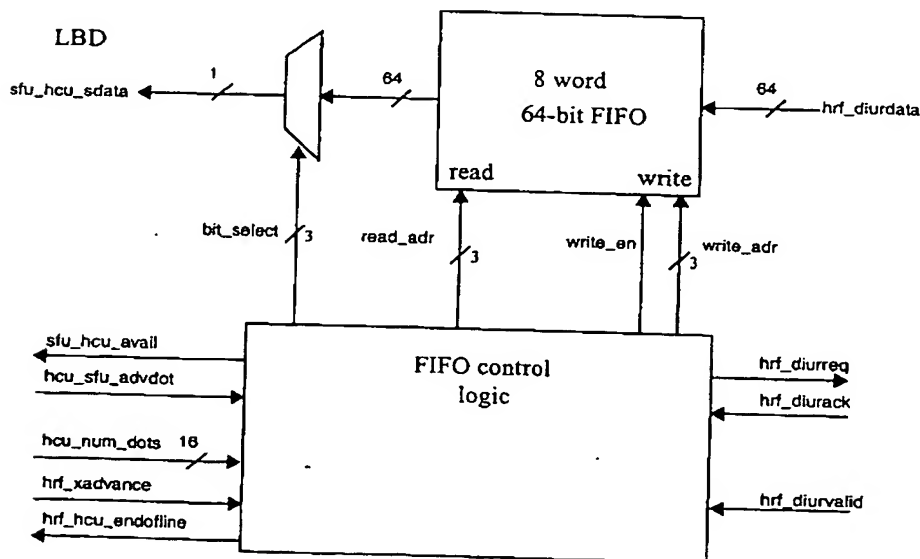 LBD
1
64
8 word
64-bit FIFO
64
sfu_hcu_sdata
hrf_diurdata
read
write
bit_select
3
read_adr
3
write_en
write_adr
3
sfu_hcu_avail
FIFO control
logic
hrf_diurreq
hcu_sfu_advdot
hrf_diurack
hcu_num_dots
16
hrf_xadvance
hrf_diurvalid
hrf_hcu_endofline